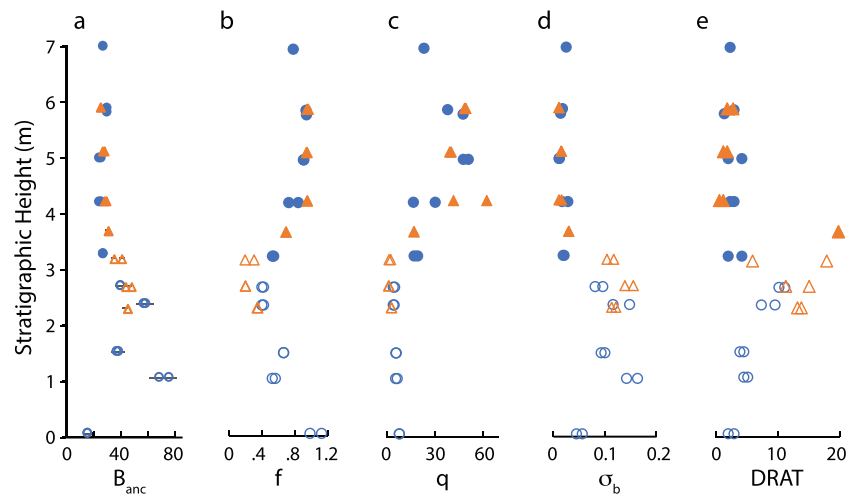 a b c d e
7
6
5
4
3
2
1
0
Stratigraphic Height (m)
0 40 80
0 .4 .8 1.2
0 30 60
0 0.1 0.2
0 10 20
B_anc
f
q
σ_b
DRAT